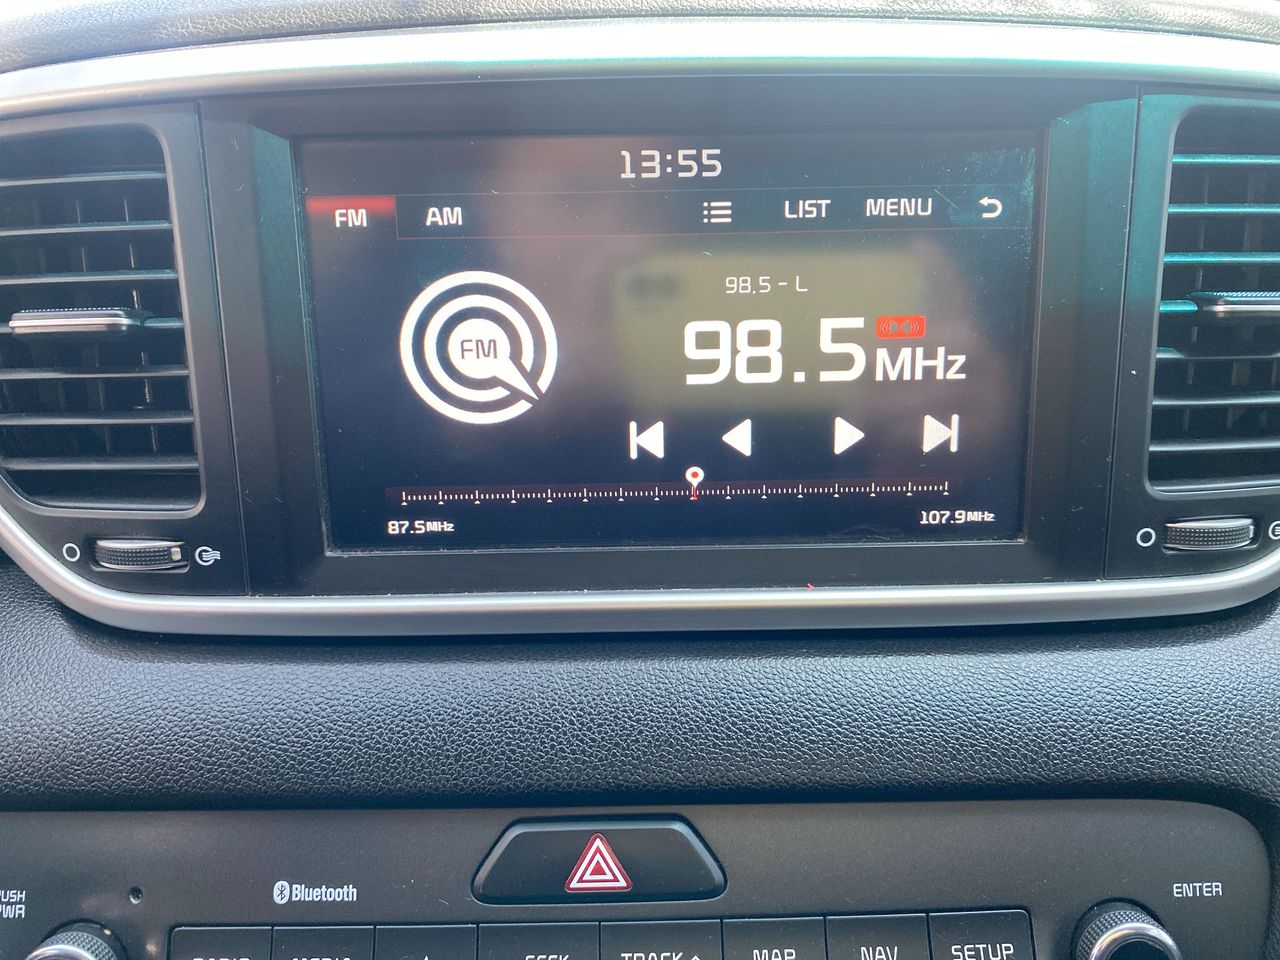 13:55
FM AM LIST MENU
98.5 - L
FM
98.5 MHz
87.5MHz 107.9MHz
Bluetooth
ENTER
MAP NAV SETUP